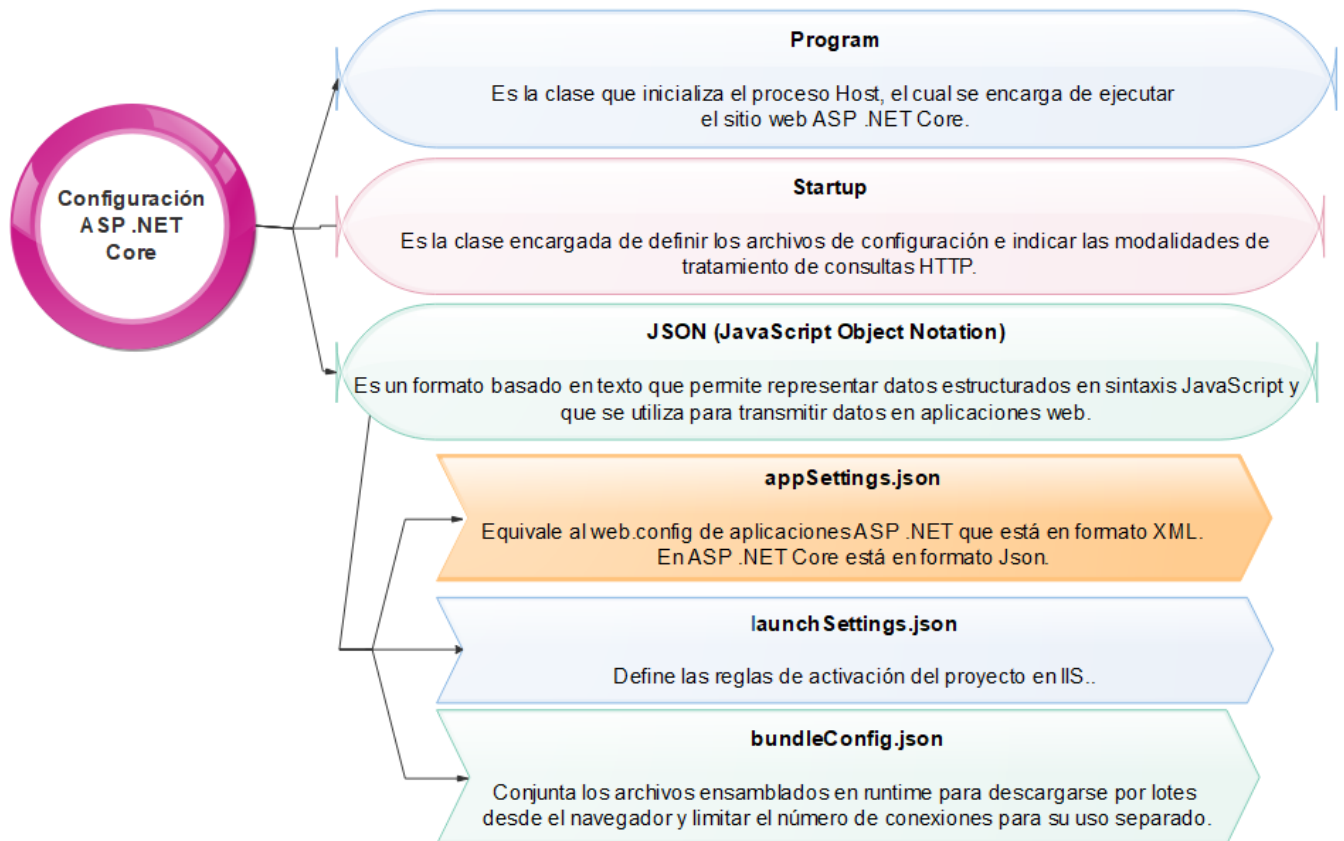 Configuración
ASP .NET
Core
Program
Es la clase que inicializa el proceso Host, el cual se encarga de ejecutar
el sitio web ASP .NET Core.
Startup
Es la clase encargada de definir los archivos de configuración e indicar las modalidades de
tratamiento de consultas HTTP.
JSON (JavaScript Object Notation)
Es un formato basado en texto que permite representar datos estructurados en sintaxis JavaScript y
que se utiliza para transmitir datos en aplicaciones web.
appSettings.json
Equivale al web.config de aplicaciones ASP .NET que está en formato XML.
En ASP .NET Core está en formato Json.
launchSettings.json
Define las reglas de activación del proyecto en IIS..
bundleConfig.json
Conjunta los archivos ensamblados en runtime para descargarse por lotes
desde el navegador y limitar el número de conexiones para su uso separado.